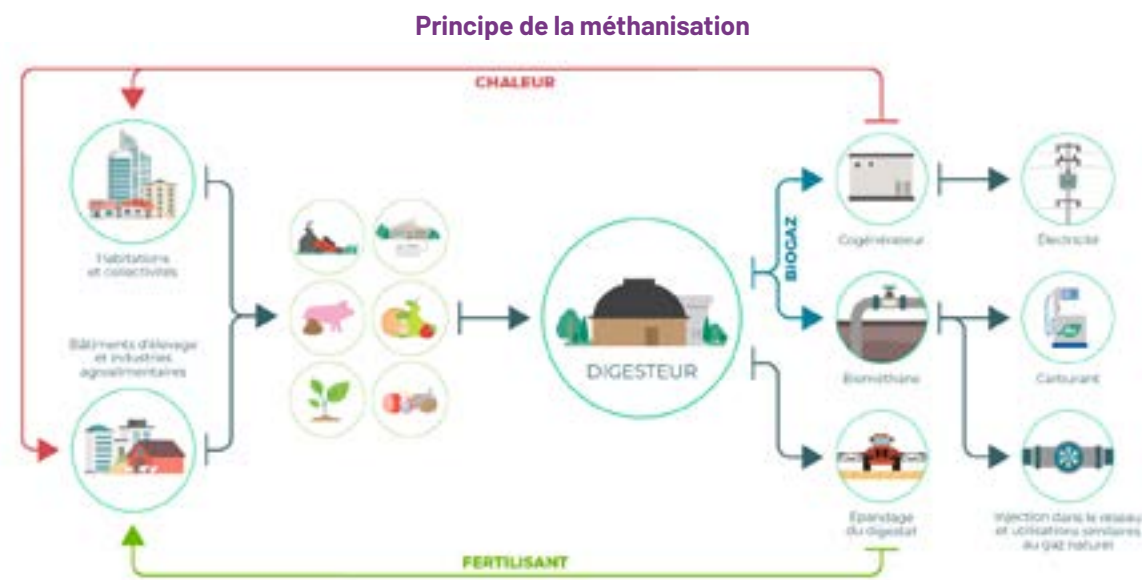 Principe de la méthanisation
CHALEUR
Habitations
et collectivités
Bâtiments d'élevage
et industries
agroalimentaires
DIGESTEUR
BIOGAZ
Cogénérateur
Électricité
Biométhane
Carburant
Epandage
du digestat
Injection dans le réseau
et utilisations similaires
au gaz naturel
FERTILISANT